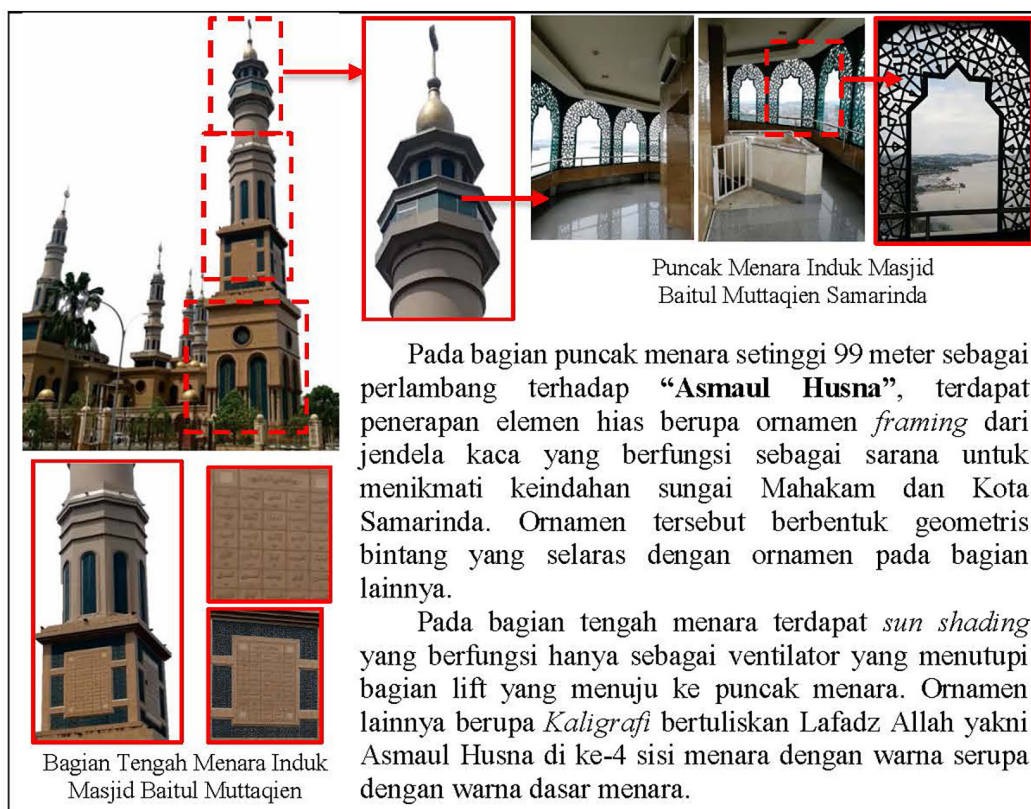 Puncak Menara Induk Masjid
Baitul Muttaqien Samarinda
Pada bagian puncak menara setinggi 99 meter sebagai
perlambang terhadap “Asmaul Husna”, terdapat
penerapan elemen hias berupa ornamen framing dari
jendela kaca yang berfungsi sebagai sarana untuk
menikmati keindahan sungai Mahakam dan Kota
Samarinda. Ornamen tersebut berbentuk geometris
bintang yang selaras dengan ornamen pada bagian
lainnya.
Pada bagian tengah menara terdapat sun shading
yang berfungsi hanya sebagai ventilator yang menutupi
bagian lift yang menuju ke puncak menara. Ornamen
lainnya berupa Kaligrafi bertuliskan Lafadz Allah yakni
Asmaul Husna di ke-4 sisi menara dengan warna serupa
dengan warna dasar menara.
Bagian Tengah Menara Induk
Masjid Baitul Muttaqien